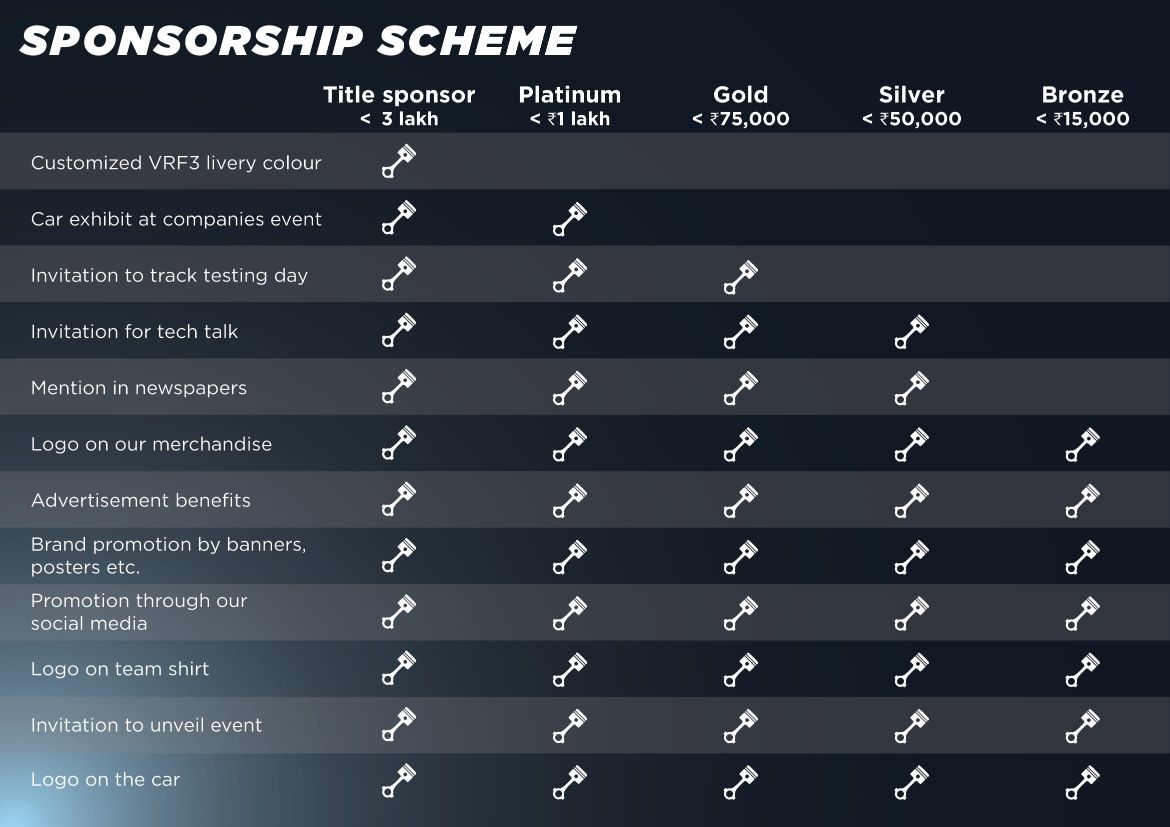 SPONSORSHIP SCHEME
Title sponsor Platinum Gold Silver Bronze
< 3 lakh < ₹1 lakh < ₹75,000 < ₹50,000 < ₹15,000
Customized VRF3 livery colour
Car exhibit at companies event
Invitation to track testing day
Invitation for tech talk
Mention in newspapers
Logo on our merchandise
Advertisement benefits
Brand promotion by banners,
posters etc.
Promotion through our
social media
Logo on team shirt
Invitation to unveil event
Logo on the car